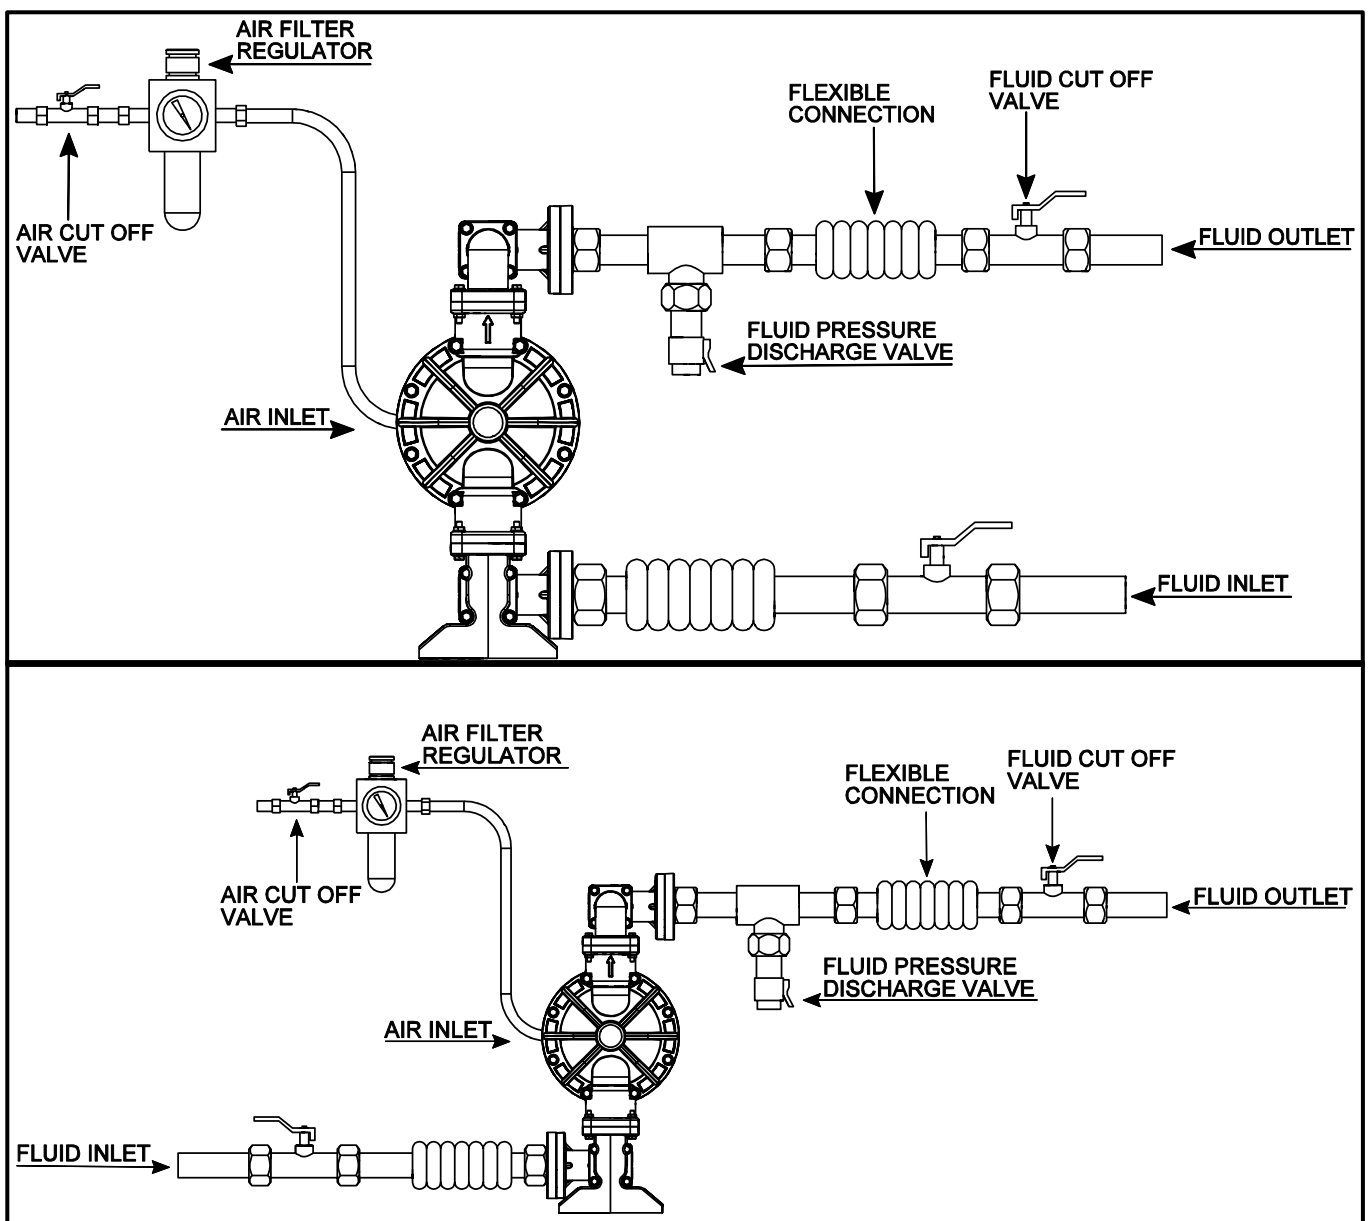 AIR FILTER
REGULATOR
FLEXIBLE
CONNECTION
FLUID CUT OFF
VALVE
AIR CUT OFF
VALVE
FLUID OUTLET
FLUID PRESSURE
DISCHARGE VALVE
AIR INLET
FLUID INLET
AIR FILTER
REGULATOR
FLEXIBLE
CONNECTION
FLUID CUT OFF
VALVE
AIR CUT OFF
VALVE
FLUID OUTLET
FLUID PRESSURE
DISCHARGE VALVE
AIR INLET
FLUID INLET